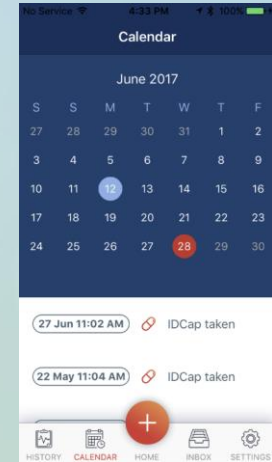 No Service 4:33 PM 100%
Calendar
June 2017
S S M T W T F
27 28 29 30 31 1 2
3 4 5 6 7 8 9
10 11 12 13 14 15 16
17 18 19 20 21 22 23
24 25 26 27 28 29 30
27 Jun 11:02 AM IDCap taken
22 May 11:04 AM IDCap taken
+
HISTORY CALENDAR HOME INBOX SETTINGS